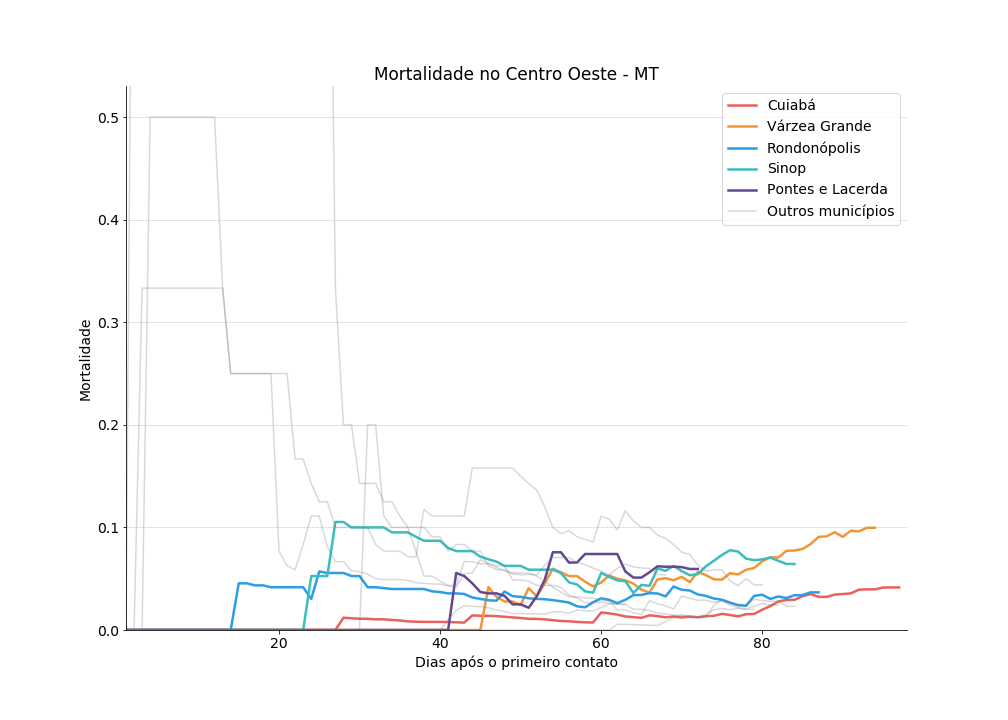 Mortalidade no Centro Oeste - MT
Cuiabá
Várzea Grande
Rondonópolis
Sinop
Pontes e Lacerda
Outros municípios
Mortalidade
0.5
0.4
0.3
0.2
0.1
0.0
20
40
60
80
Dias após o primeiro contato